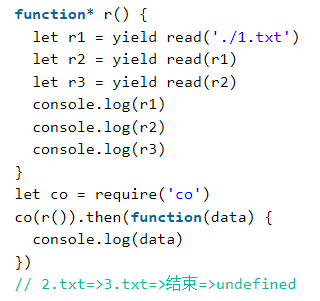 function* r() {
  let r1 = yield read('./1.txt')
  let r2 = yield read(r1)
  let r3 = yield read(r2)
  console.log(r1)
  console.log(r2)
  console.log(r3)
}
let co = require('co')
co(r()).then(function(data) {
  console.log(data)
})
// 2.txt=>3.txt=>结束=>undefined